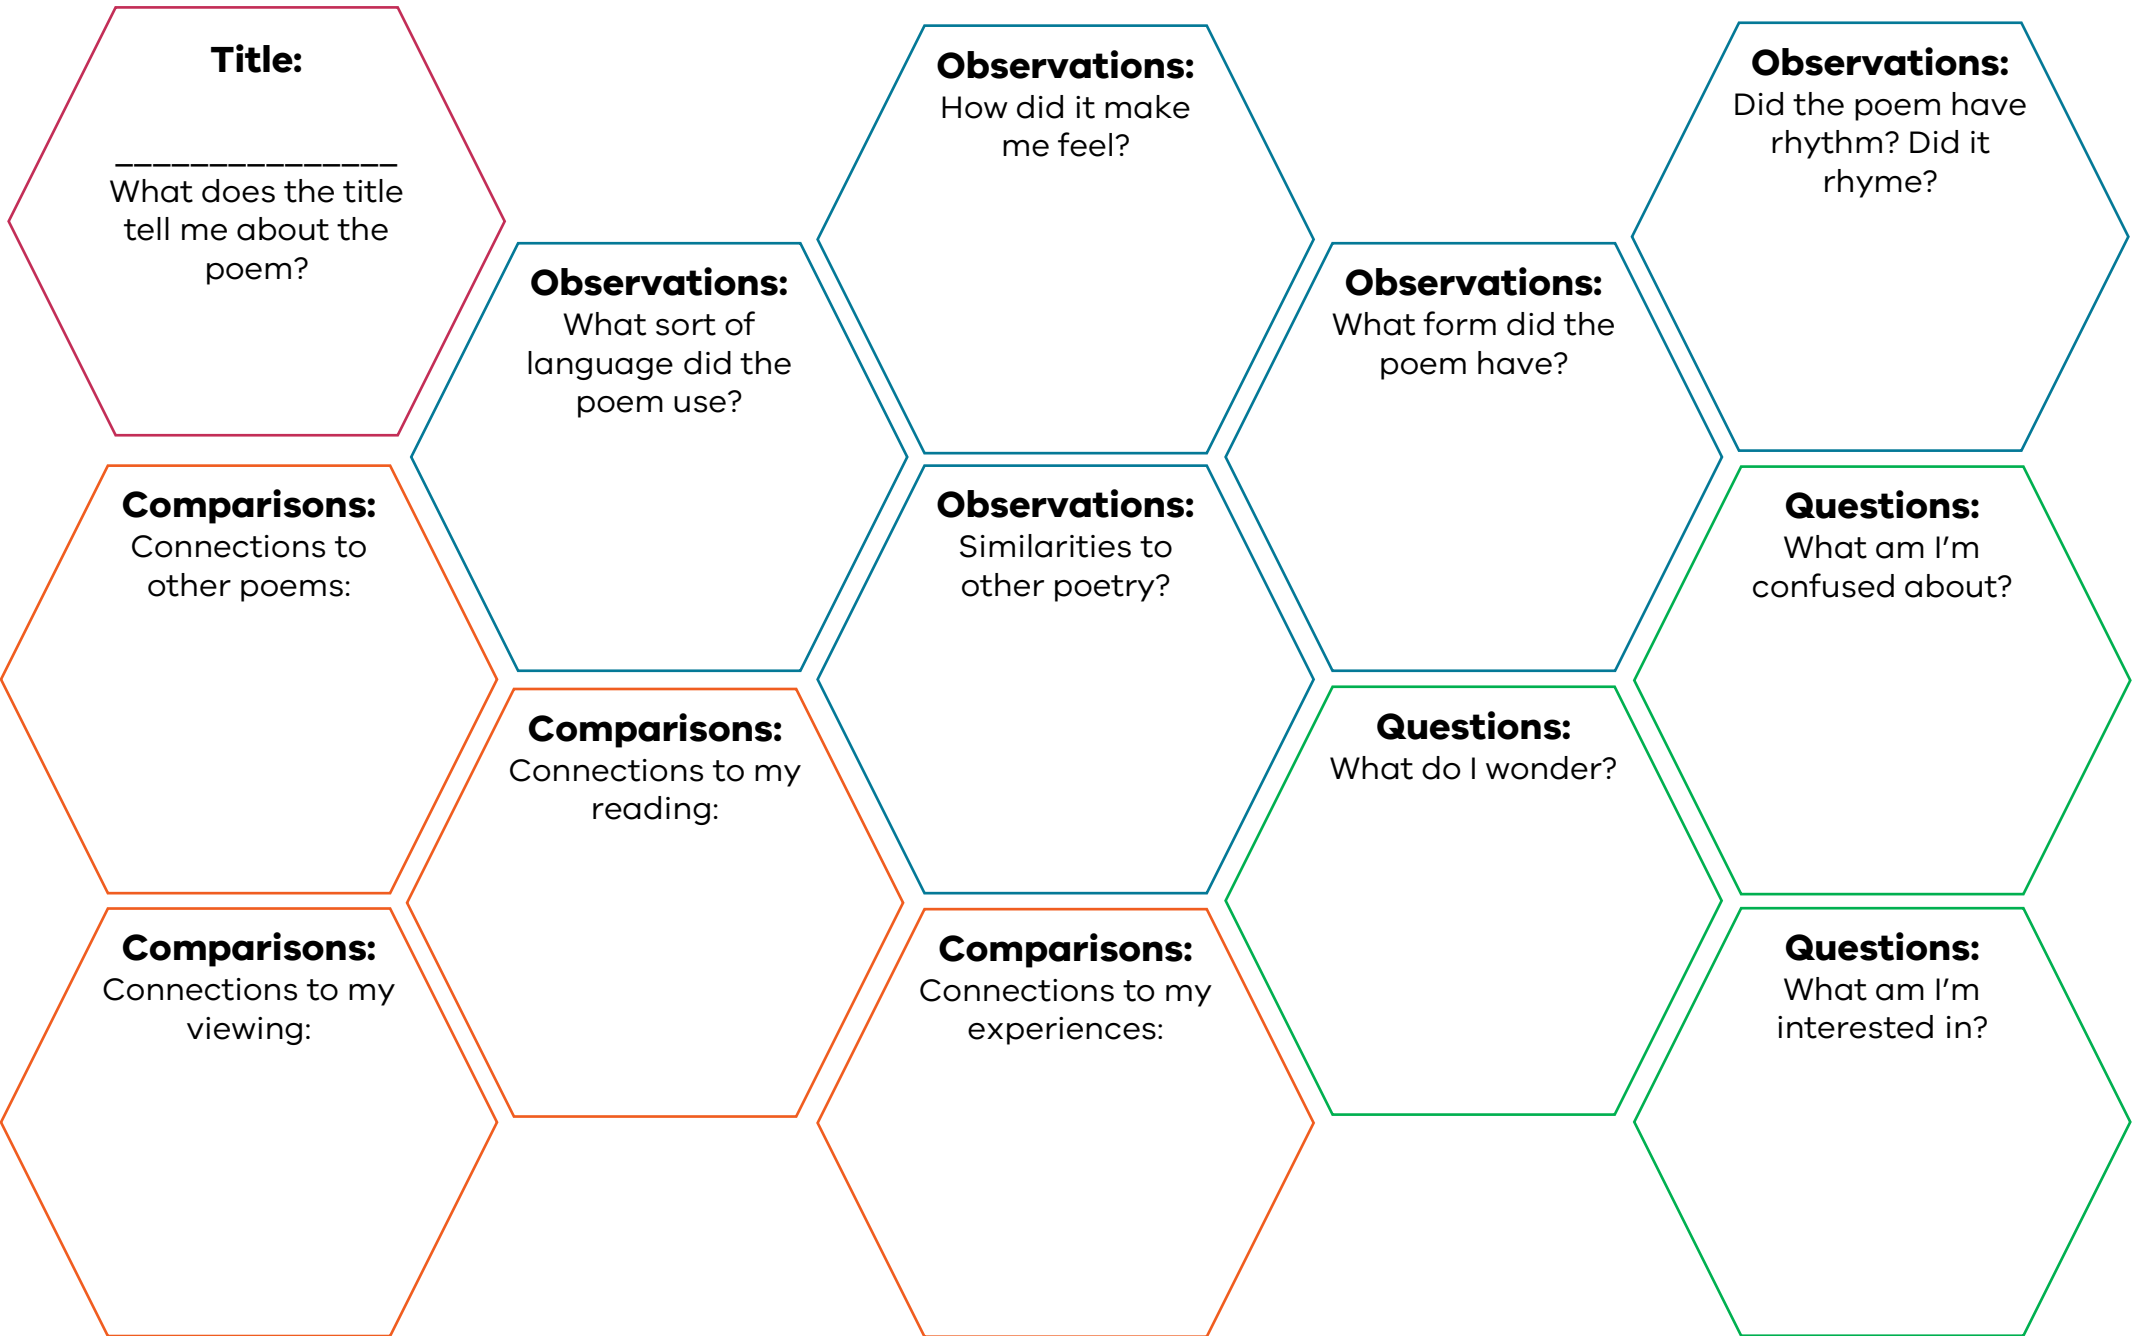 Title:
_______________
What does the title
tell me about the
poem?
Observations:
How did it make
me feel?
Observations:
Did the poem have
rhythm? Did it
rhyme?
Observations:
What sort of
language did the
poem use?
Observations:
What form did the
poem have?
Comparisons:
Connections to
other poems:
Observations:
Similarities to
other poetry?
Questions:
What am I'm
confused about?
Comparisons:
Connections to my
reading:
Questions:
What do I wonder?
Comparisons:
Connections to my
viewing:
Comparisons:
Connections to my
experiences:
Questions:
What am I'm
interested in?